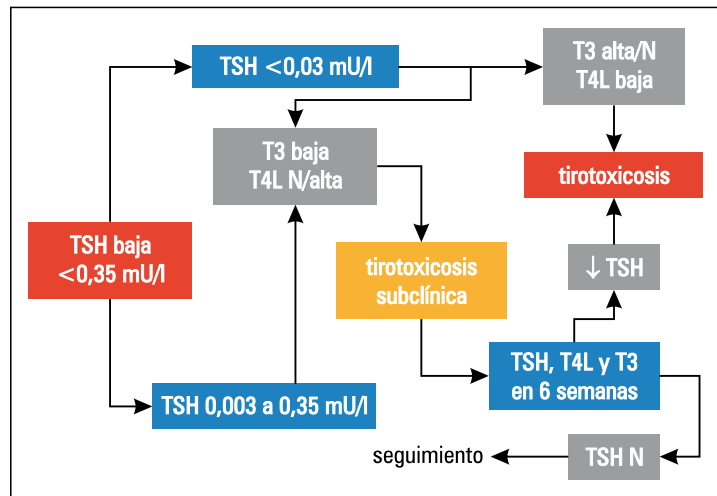 TSH <0,03 mU/l
T3 alta/N
T4L baja
T3 baja
T4L N/alta
tirotoxicosis
TSH baja
<0,35 mU/l
tirotoxicosis
subclínica
↓ TSH
TSH 0,003 a 0,35 mU/l
TSH, T4L y T3
en 6 semanas
seguimiento
TSH N